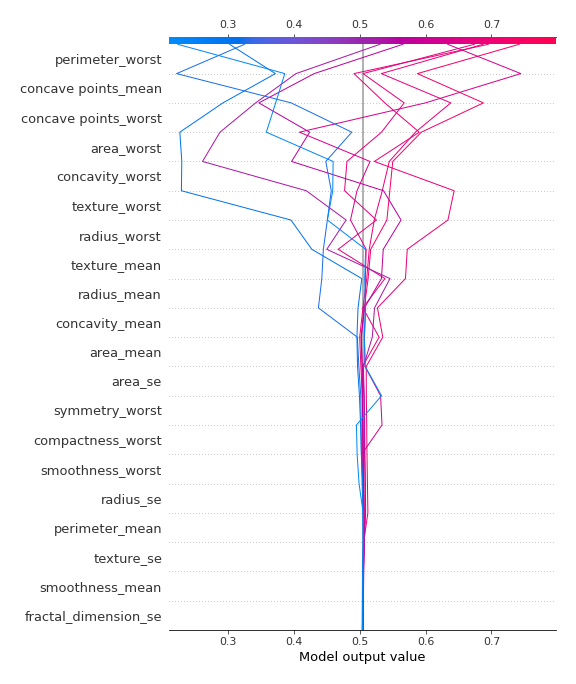 0.3 0.4 0.5 0.6 0.7
perimeter_worst
concave points_mean
concave points_worst
area_worst
concavity_worst
texture_worst
radius_worst
texture_mean
radius_mean
concavity_mean
area_mean
area_se
symmetry_worst
compactness_worst
smoothness_worst
radius_se
perimeter_mean
texture_se
smoothness_mean
fractal_dimension_se
0.3 0.4 0.5 0.6 0.7
Model output value